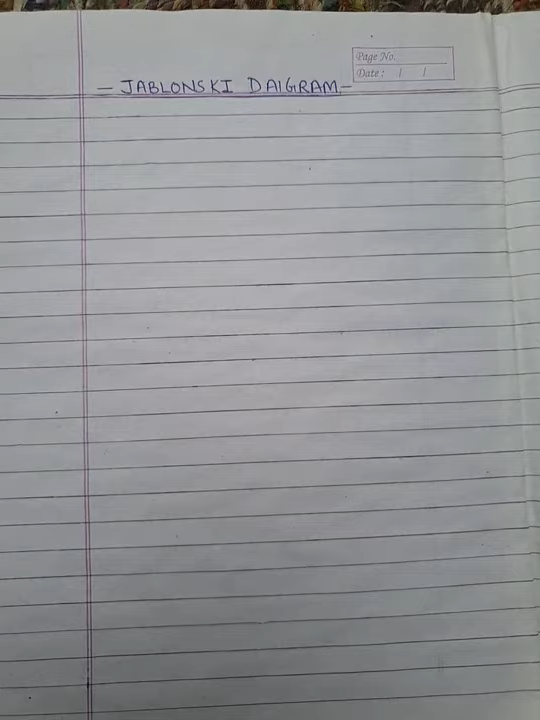 Page No.
Date: / /
- JABLONSKI DAIGRAM -